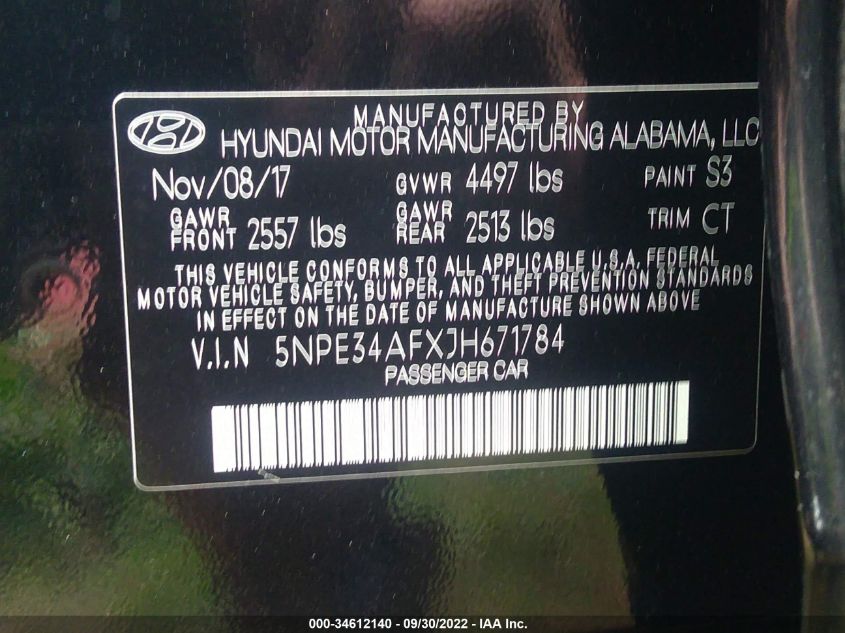 MANUFACTURED BY
HYUNDAI MOTOR MANUFACTURING ALABAMA, LLC
Nov/08/17 GVWR 4497 lbs PAINT S3
GAWR FRONT 2557 lbs GAWR REAR 2513 lbs TRIM CT
THIS VEHICLE CONFORMS TO ALL APPLICABLE U.S.A. FEDERAL
MOTOR VEHICLE SAFETY, BUMPER, AND THEFT PREVENTION STANDARDS
IN EFFECT ON THE DATE OF MANUFACTURE SHOWN ABOVE
V.I.N 5NPE34AFXJH671784
PASSENGER CAR
000-34612140 - 09/30/2022 - IAA Inc.